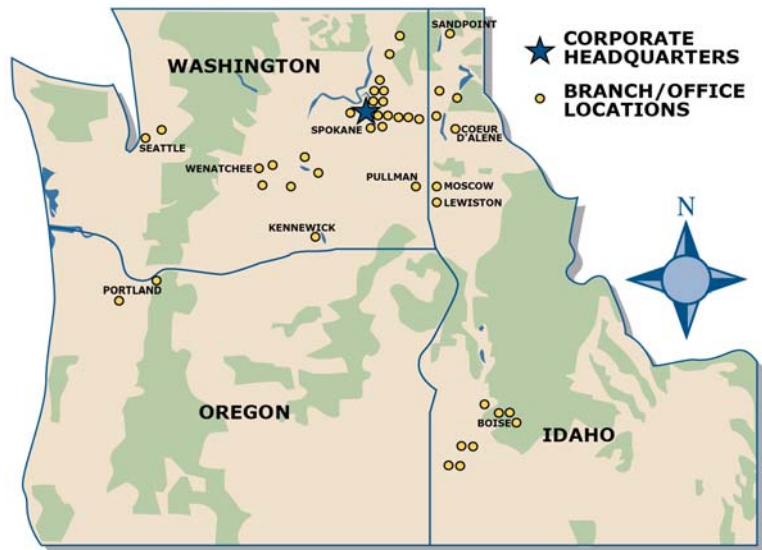 SANDPOINT
CORPORATE
HEADQUARTERS
WASHINGTON
BRANCH/OFFICE
LOCATIONS
SPOKANE
COEUR
D'ALENE
SEATTLE
WENATCHEE
PULLMAN
MOSCOW
LEWISTON
N
KENNEWICK
PORTLAND
OREGON
BOISE
IDAHO